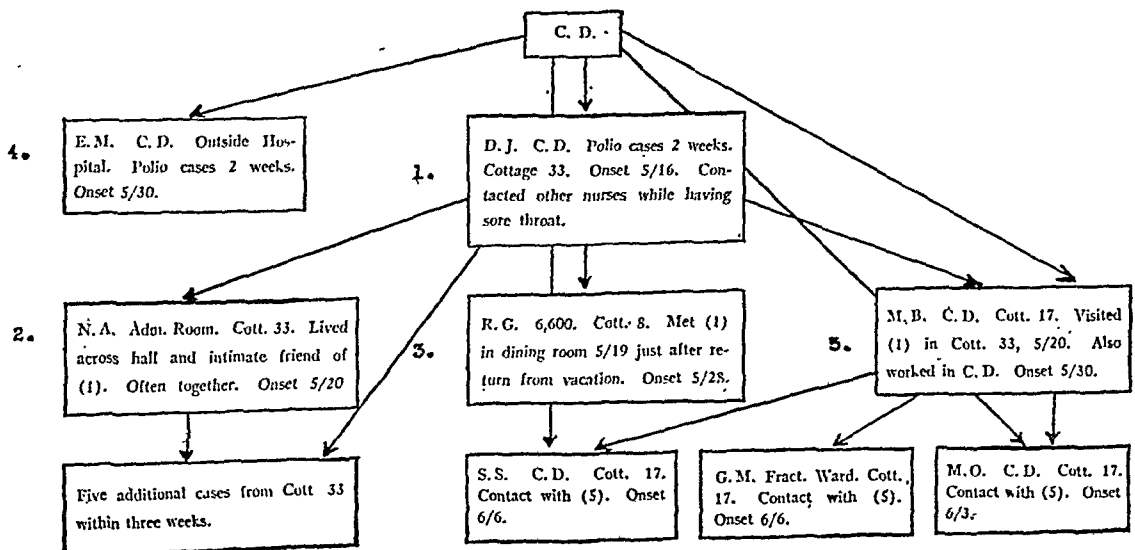 C. D.
4.
E. M. C. D. Outside Hos-
pital. Polio cases 2 weeks.
Onset 5/30.
1.
D. J. C. D. Polio cases 2 weeks.
Cottage 33. Onset 5/16. Con-
tacted other nurses while having
sore throat.
2.
N. A. Adm. Room. Cott. 33. Lived
across hall and intimate friend of
(1). Often together. Onset 5/20
3.
R. G. 6,600. Cott. 8. Met (1)
in dining room 5/19 just after re-
turn from vacation. Onset 5/28.
5.
M. B. C. D. Cott. 17. Visited
(1) in Cott. 33, 5/20. Also
worked in C. D. Onset 5/30.
Five additional cases from Cott 33
within three weeks.
S. S. C. D. Cott. 17.
Contact with (5). Onset
6/6.
G. M. Fract. Ward. Cott.
17. Contact with (5).
Onset 6/6.
M. O. C. D. Cott. 17.
Contact with (5). Onset
6/3.